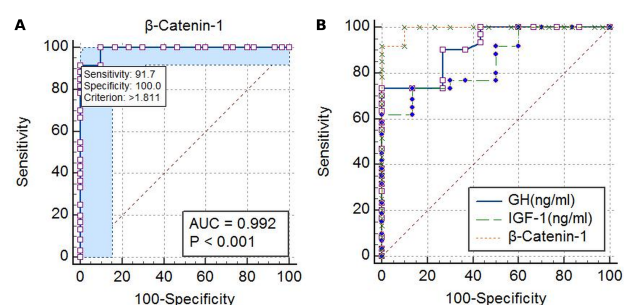 A
β-Catenin-1
100
80
60
40
20
0
Sensitivity
Sensitivity: 91.7
Specificity: 100.0
Criterion: >1.811
AUC = 0.992
P < 0.001
0 20 40 60 80 100
100-Specificity
B
100
80
60
40
20
0
Sensitivity
GH(ng/ml)
IGF-1(ng/ml)
β-Catenin-1
0 20 40 60 80 100
100-Specificity